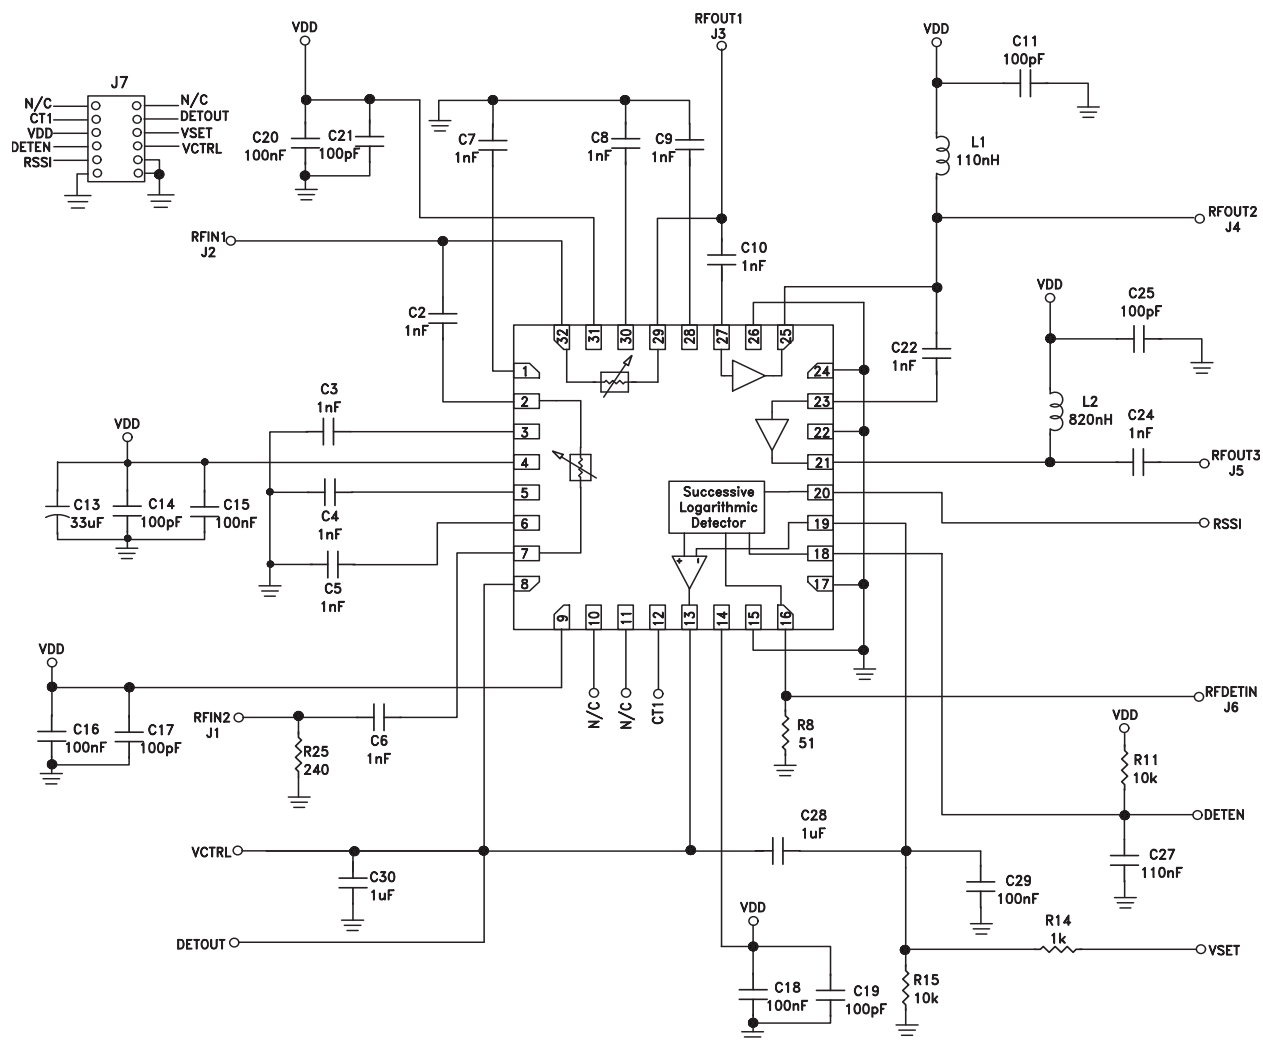 VDD
RFOUT1
J3
VDD
C11
100pF
J7
N/C
N/C
CT1
DETOUT
VDD
VSET
DETEN
VCTRL
RSSI
C20
100nF
C21
100pF
C7
1nF
C8
1nF
C9
1nF
L1
110nH
RFOUT2
J4
RFIN1
J2
C10
1nF
C2
1nF
VDD
C25
100pF
C22
1nF
L2
820nH
C24
1nF
RFOUT3
J5
32
31
30
29
28
27
26
25
1
2
3
4
5
6
7
8
24
23
22
21
20
19
18
17
9
10
11
12
13
14
15
16
C3
1nF
VDD
C13
33uF
C14
100pF
C15
100nF
C4
1nF
C5
1nF
Successive
Logarithmic
Detector
+ -
RSSI
VDD
C16
100nF
C17
100pF
RFIN2
J1
R25
240
C6
1nF
N/C
N/C
CT1
R8
51
RFDETIN
J6
VDD
R11
10k
DETEN
C27
110nF
VCTRL
C30
1uF
C28
1uF
C29
100nF
DETOUT
VDD
C18
100nF
C19
100pF
R14
1k
VSET
R15
10k